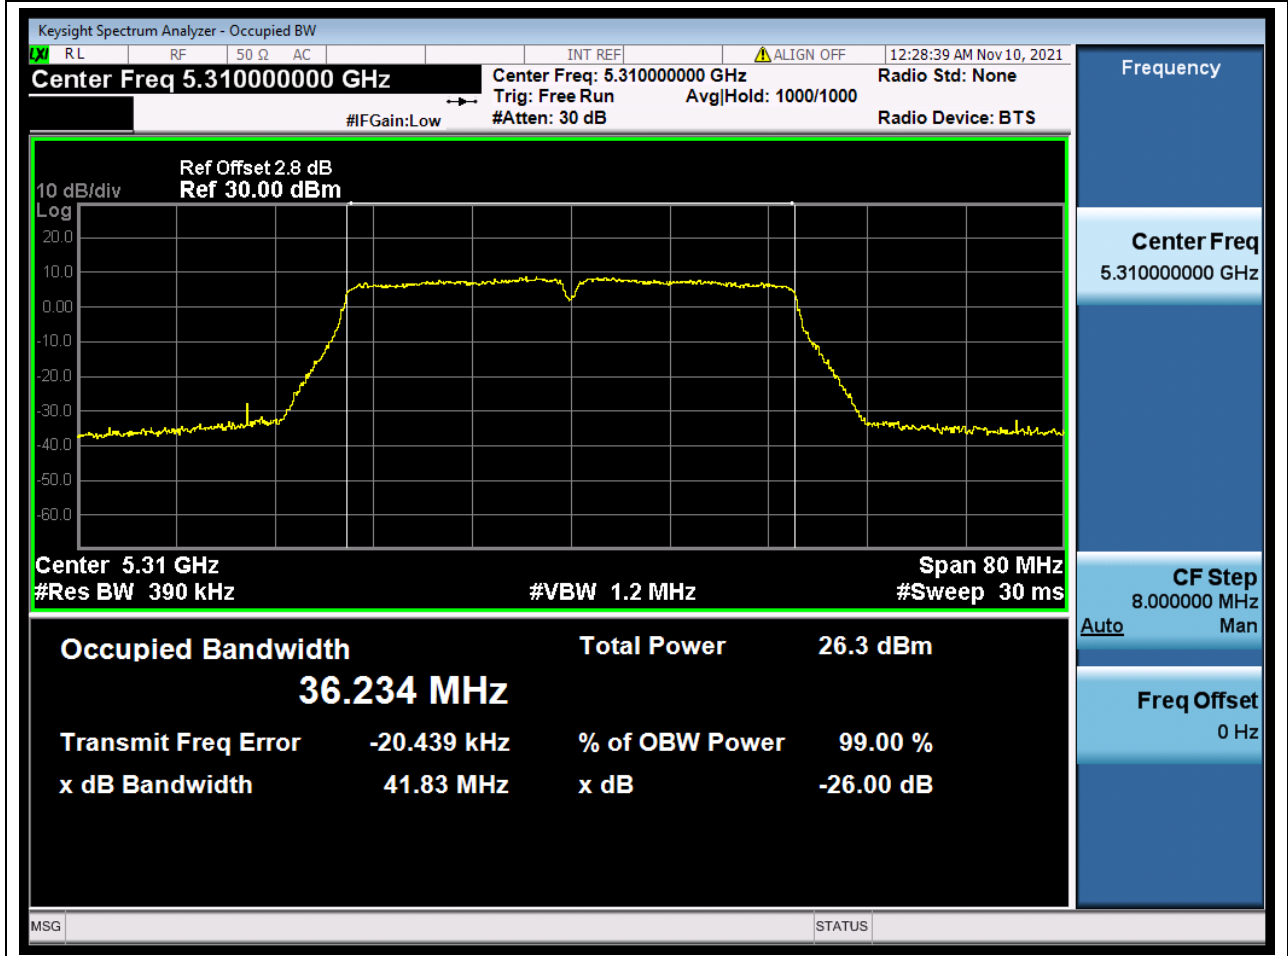 Keysight Spectrum Analyzer - Occupied BW
LXI RL RF 50 Ω AC INT REF ALIGN OFF 12:28:39 AM Nov 10, 2021
Center Freq 5.310000000 GHz
Center Freq: 5.310000000 GHz Radio Std: None
Trig: Free Run Avg|Hold: 1000/1000
#IFGain:Low #Atten: 30 dB Radio Device: BTS
Ref Offset 2.8 dB
10 dB/div Ref 30.00 dBm
Log
20.0
10.0
0.00
-10.0
-20.0
-30.0
-40.0
-50.0
-60.0
Center 5.31 GHz Span 80 MHz
#Res BW 390 kHz #VBW 1.2 MHz #Sweep 30 ms
Occupied Bandwidth Total Power 26.3 dBm
36.234 MHz
Transmit Freq Error -20.439 kHz % of OBW Power 99.00 %
x dB Bandwidth 41.83 MHz x dB -26.00 dB
MSG STATUS
Frequency
Center Freq
5.310000000 GHz
CF Step
8.000000 MHz
Auto Man
Freq Offset
0 Hz